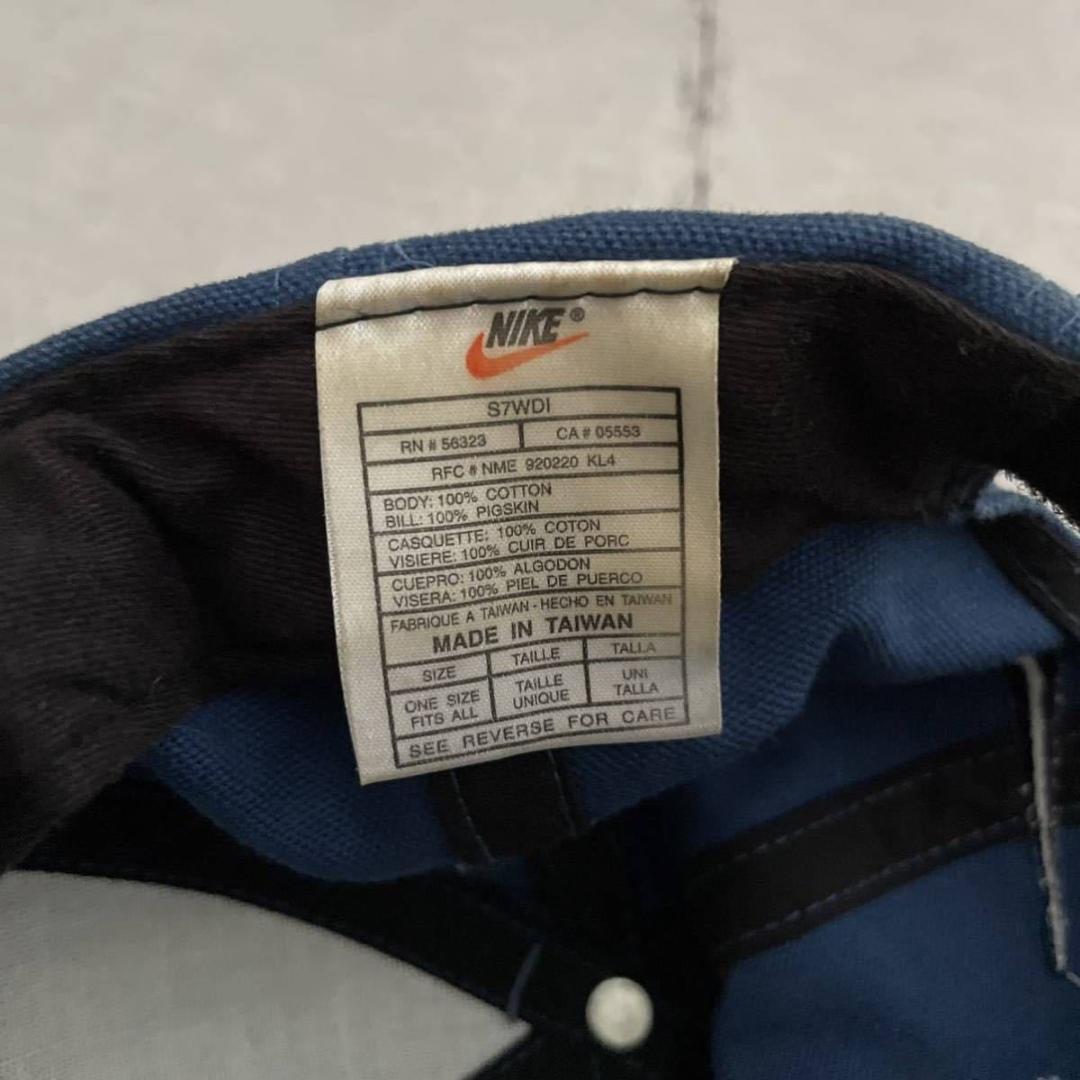 NIKE®
S7WDI
RN # 56323 CA # 05553
RFC # NME 920220 KL4
BODY: 100% COTTON
BILL: 100% PIGSKIN
CASQUETTE: 100% COTON
VISIERE: 100% CUIR DE PORC
CUEPRO: 100% ALGODON
VISERA: 100% PIEL DE PUERCO
FABRIQUE A TAIWAN - HECHO EN TAIWAN
MADE IN TAIWAN
SIZE TAILLE TALLA
ONE SIZE TAILLE UNI
FITS ALL UNIQUE TALLA
SEE REVERSE FOR CARE